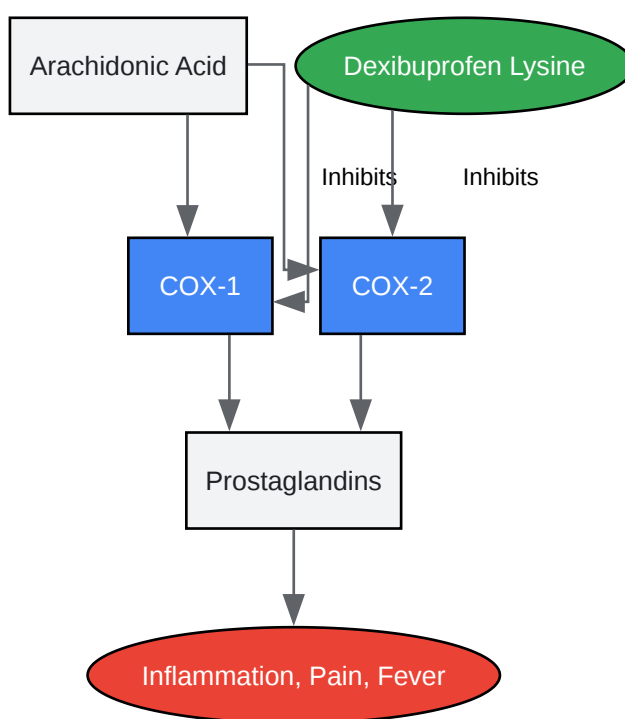 Arachidonic Acid
Dexibuprofen Lysine
Inhibits
Inhibits
COX-1
COX-2
Prostaglandins
Inflammation, Pain, Fever